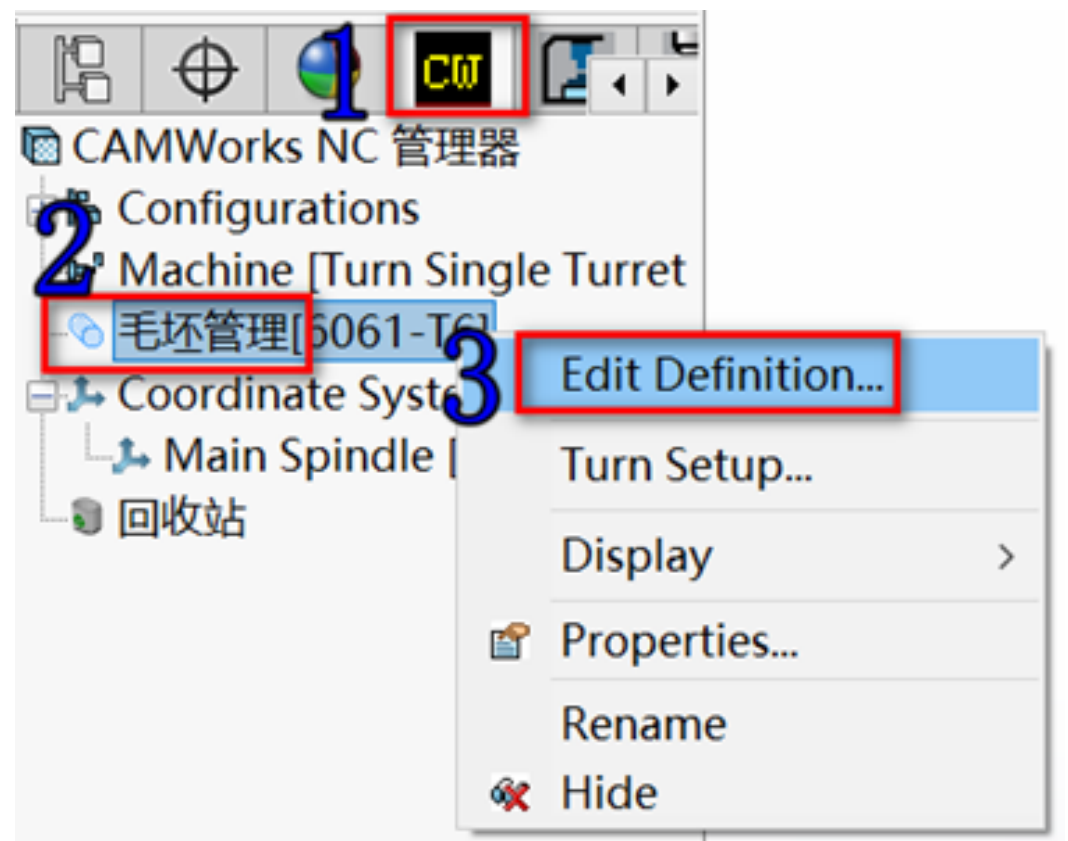 1
CW
CAMWorks NC 管理器
Configurations
2
Machine [Turn Single Turret
毛坯管理[6061-T6]
3
Edit Definition...
Coordinate Syste
Turn Setup...
Main Spindle [
回收站
Display
Properties...
Rename
Hide